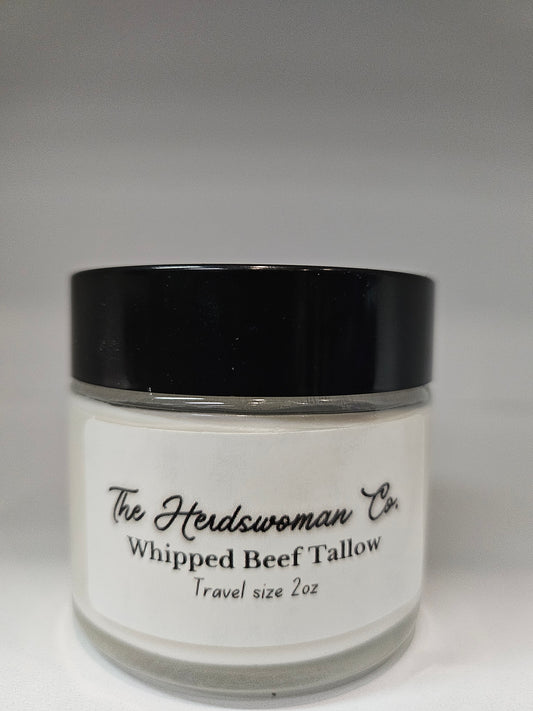 The Herdswoman Co.
Whipped Beef Tallow
Travel size 2oz